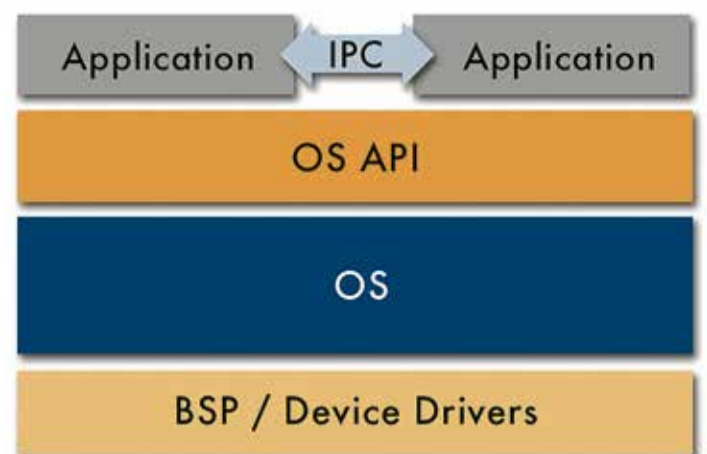 Application IPC Application
OS API
OS
BSP / Device Drivers